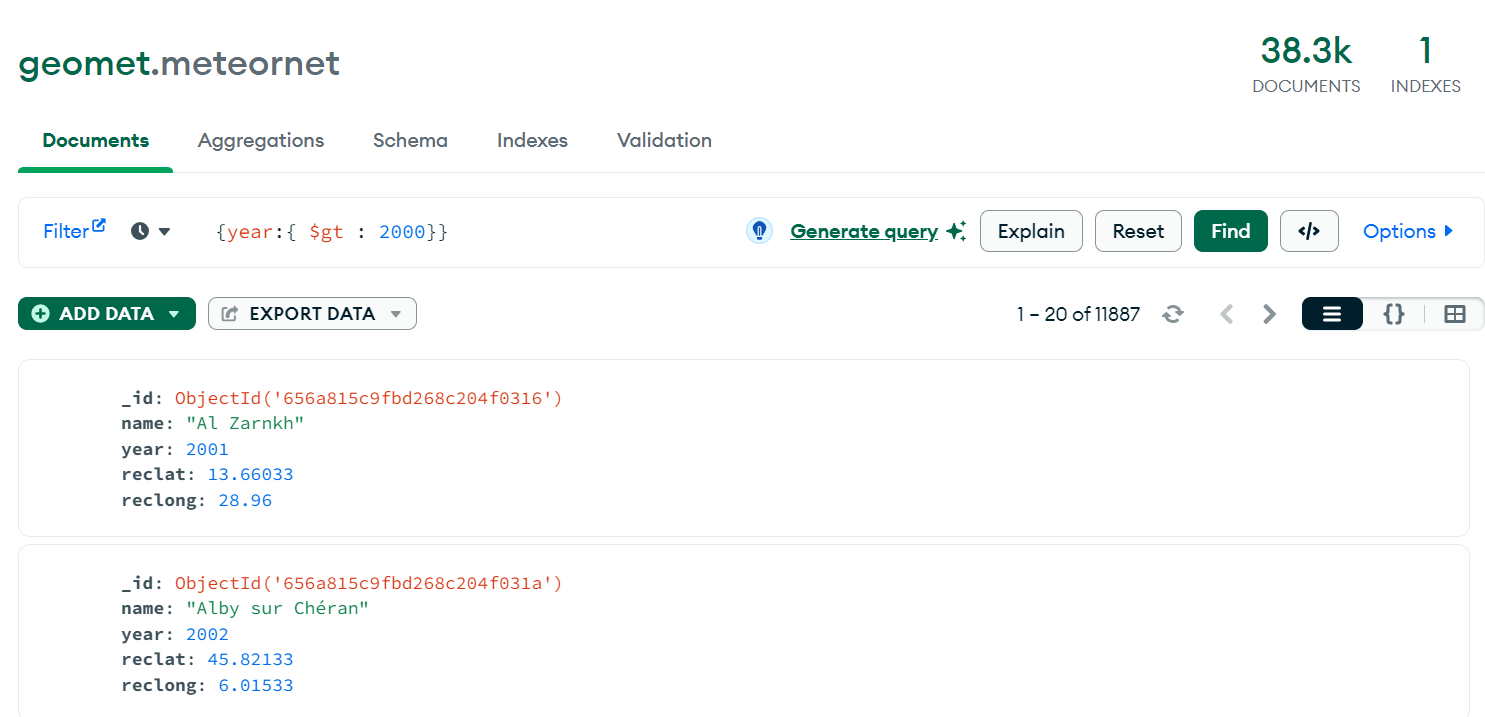 geomet.meteornet
38.3k 1
DOCUMENTS INDEXES
Documents Aggregations Schema Indexes Validation
Filter {year:{ $gt : 2000}} Generate query Explain Reset Find </> Options
ADD DATA EXPORT DATA 1 – 20 of 11887 {}
_id: ObjectId('656a815c9fbd268c204f0316')
name: "Al Zarnkh"
year: 2001
reclat: 13.66033
reclong: 28.96
_id: ObjectId('656a815c9fbd268c204f031a')
name: "Alby sur Chéran"
year: 2002
reclat: 45.82133
reclong: 6.01533